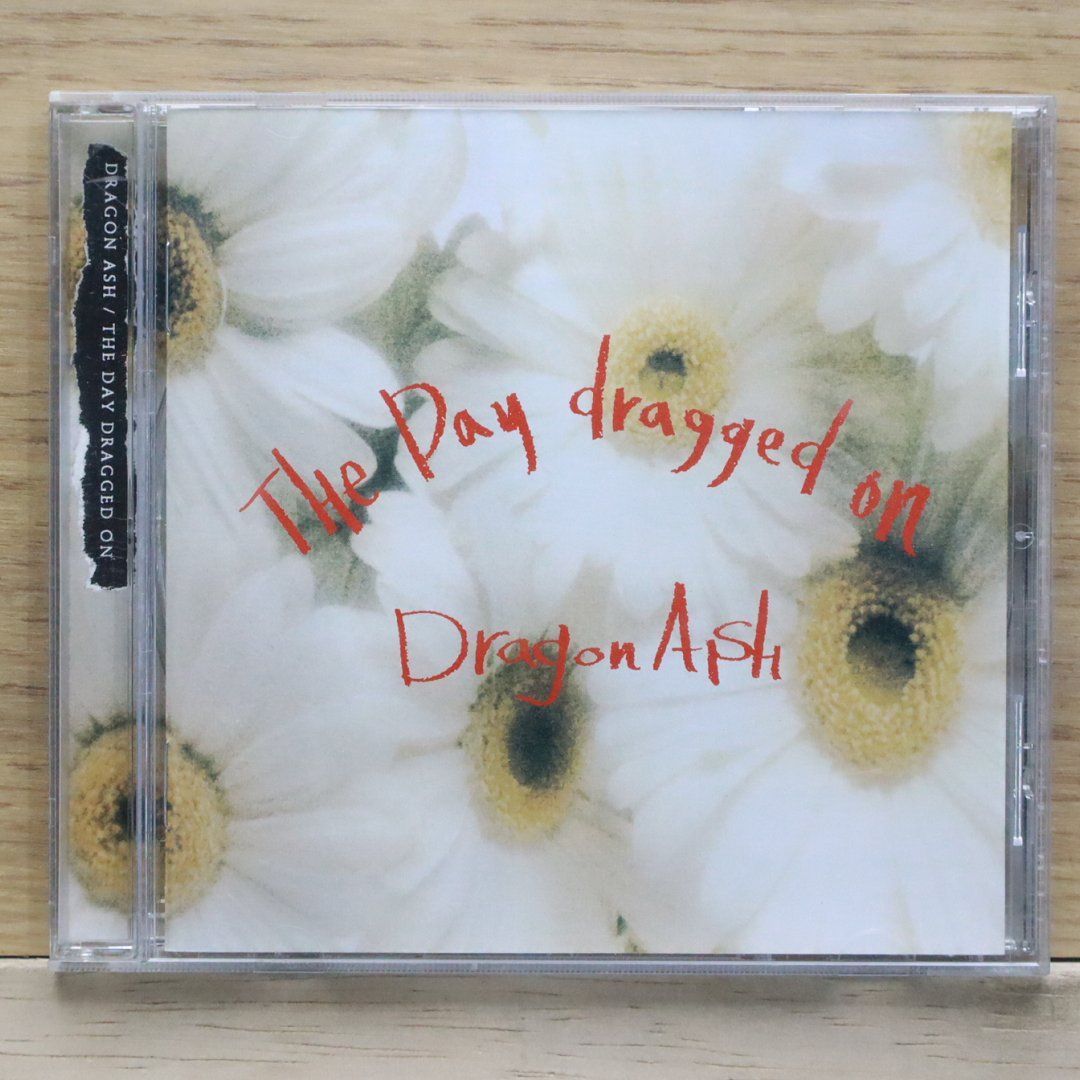 DRAGON ASH / THE DAY DRAGGED ON
The Day dragged on
Dragon Ash